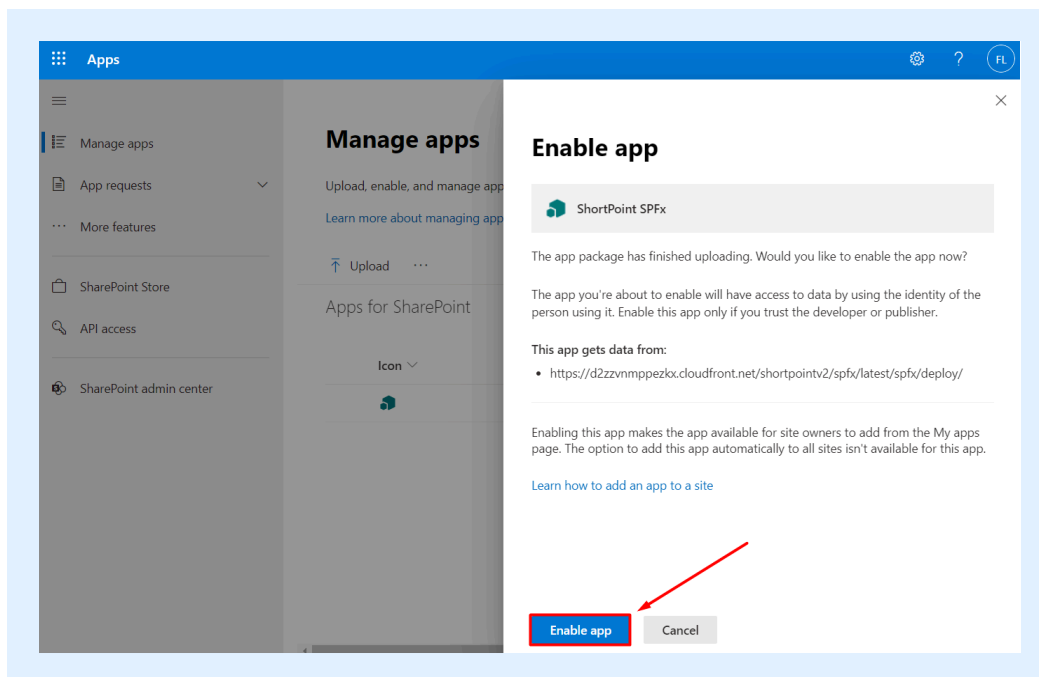 Apps
?
FL
Manage apps
App requests
More features
SharePoint Store
API access
SharePoint admin center
Manage apps
Upload, enable, and manage app
Learn more about managing app
Upload
Apps for SharePoint
Icon
Enable app
ShortPoint SPFx
The app package has finished uploading. Would you like to enable the app now?
The app you're about to enable will have access to data by using the identity of the
person using it. Enable this app only if you trust the developer or publisher.
This app gets data from:
• https://d2zzvnmppezkx.cloudfront.net/shortpointv2/spfx/latest/spfx/deploy/
Enabling this app makes the app available for site owners to add from the My apps
page. The option to add this app automatically to all sites isn't available for this app.
Learn how to add an app to a site
Enable app
Cancel